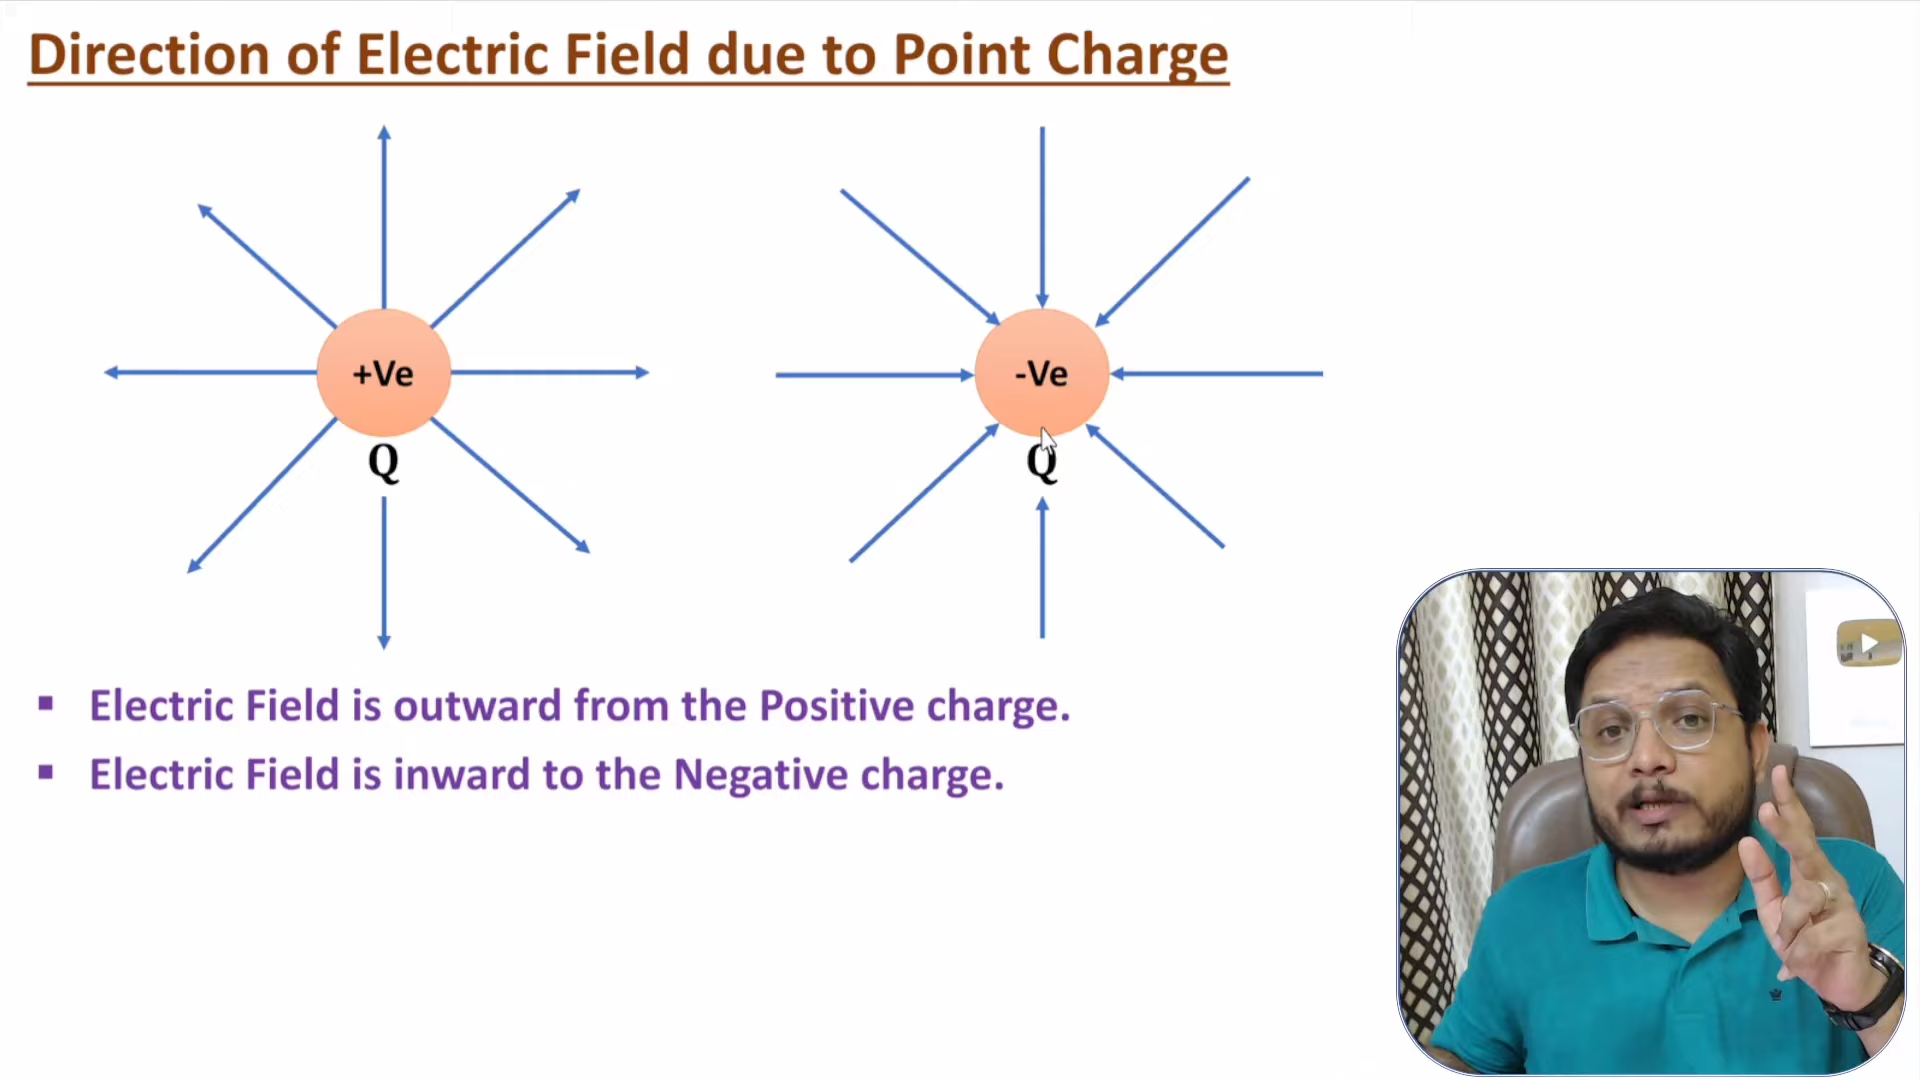 Direction of Electric Field due to Point Charge
+Ve
-Ve
Q
Q
▪ Electric Field is outward from the Positive charge.
▪ Electric Field is inward to the Negative charge.